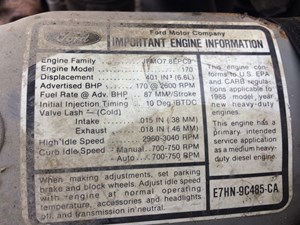 Ford
Ford Motor Company
IMPORTANT ENGINE INFORMATION
Engine Family
Engine Model 170
Displacement 401 IN³ (6.6L)
Advertised BHP 170 @ 2600 RPM
Fuel Rate @ Adv. BHP 87 MM³/Stroke
Initial Injection Timing 10 Deg. BTDC
Valve Lash — (Cold)
Intake .015 IN (.38 MM)
Exhaust .018 IN (.46 MM)
High Idle Speed RPM
Curb Idle Speed - Manual 700-750 RPM
- Auto 700-750 RPM
This engine conforms to U.S. EPA
and CARB regulations applicable to
1988 model year
new heavy-duty
engines.
This engine has a
primary intended
service application
as a medium heavy-
duty diesel engine.
When making adjustments, set parking
brake and block wheels. Adjust idle speed
with engine at normal operating
temperature, accessories and headlights
off, and transmission in neutral.
E7HN-9C485-CA